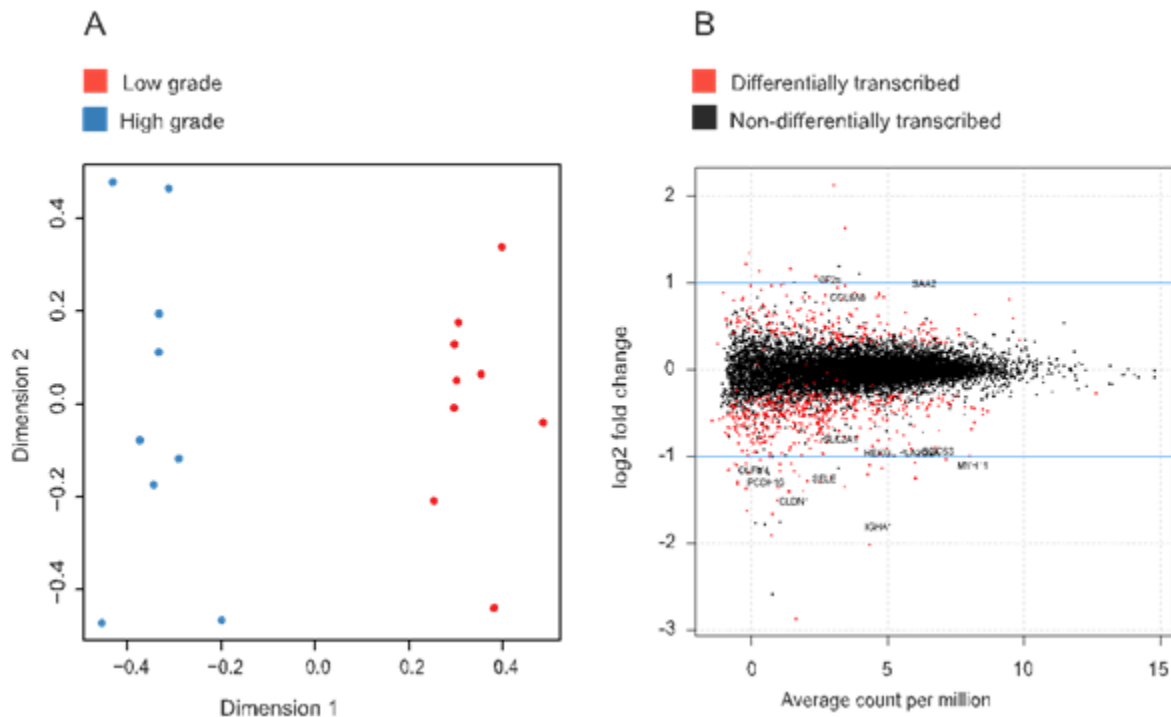 A
Low grade
High grade
0.4
0.2
0.0
-0.2
-0.4
Dimension 2
-0.4
-0.2
0.0
0.2
0.4
Dimension 1
B
Differentially transcribed
Non-differentially transcribed
2
1
0
-1
-2
-3
log2 fold change
SAA2
SELE
0
5
10
15
Average count per million